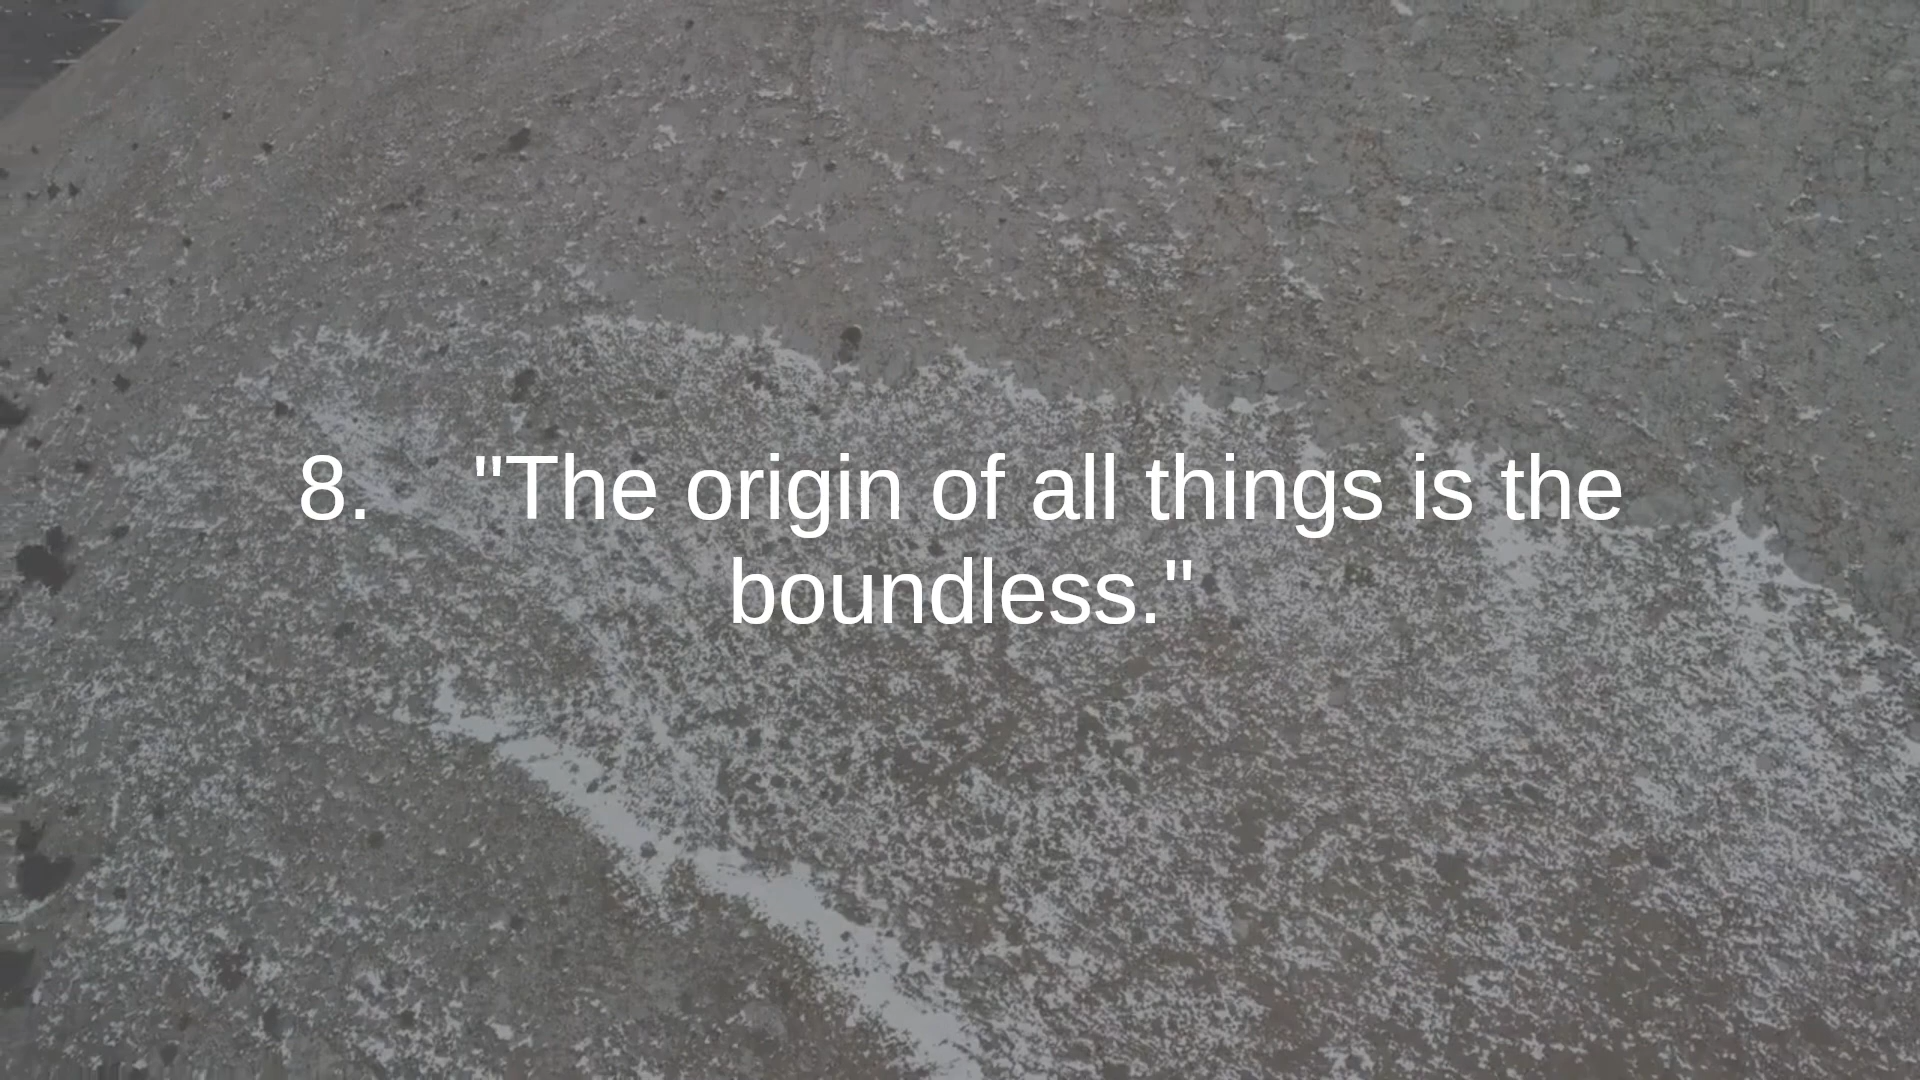 8. "The origin of all things is the
boundless."